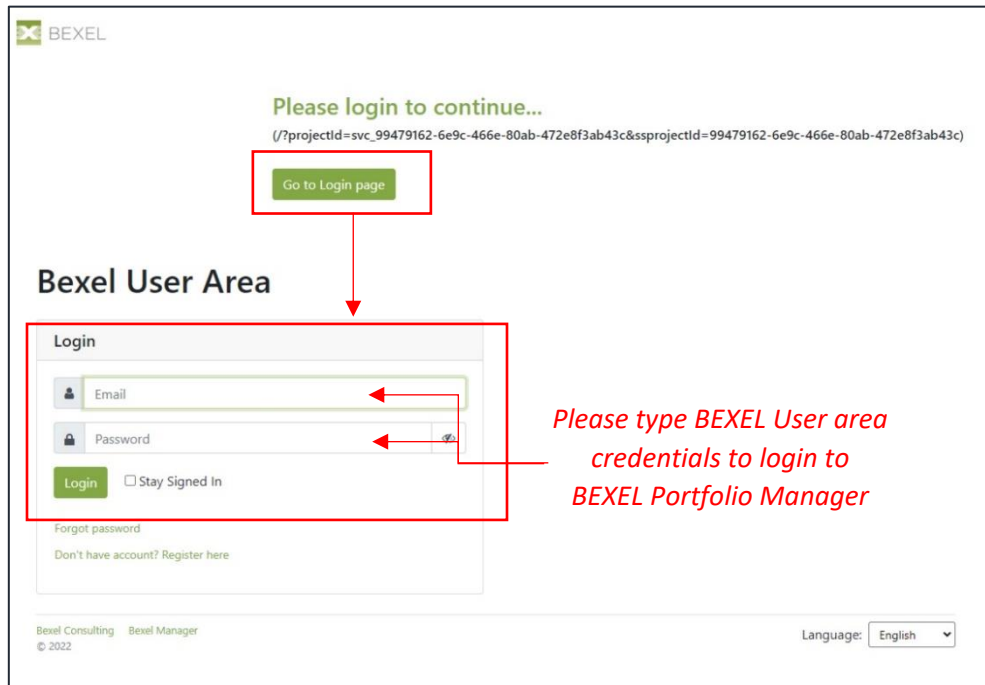 BEXEL
Please login to continue...
(/?projectId=svc_99479162-6e9c-466e-80ab-472e8f3ab43c&ssprojectId=99479162-6e9c-466e-80ab-472e8f3ab43c)
Go to Login page
Bexel User Area
Login
Email
Password
Login
Stay Signed In
Please type BEXEL User area
credentials to login to
BEXEL Portfolio Manager
Forgot password
Don't have account? Register here
Bexel Consulting Bexel Manager
© 2022
Language: English